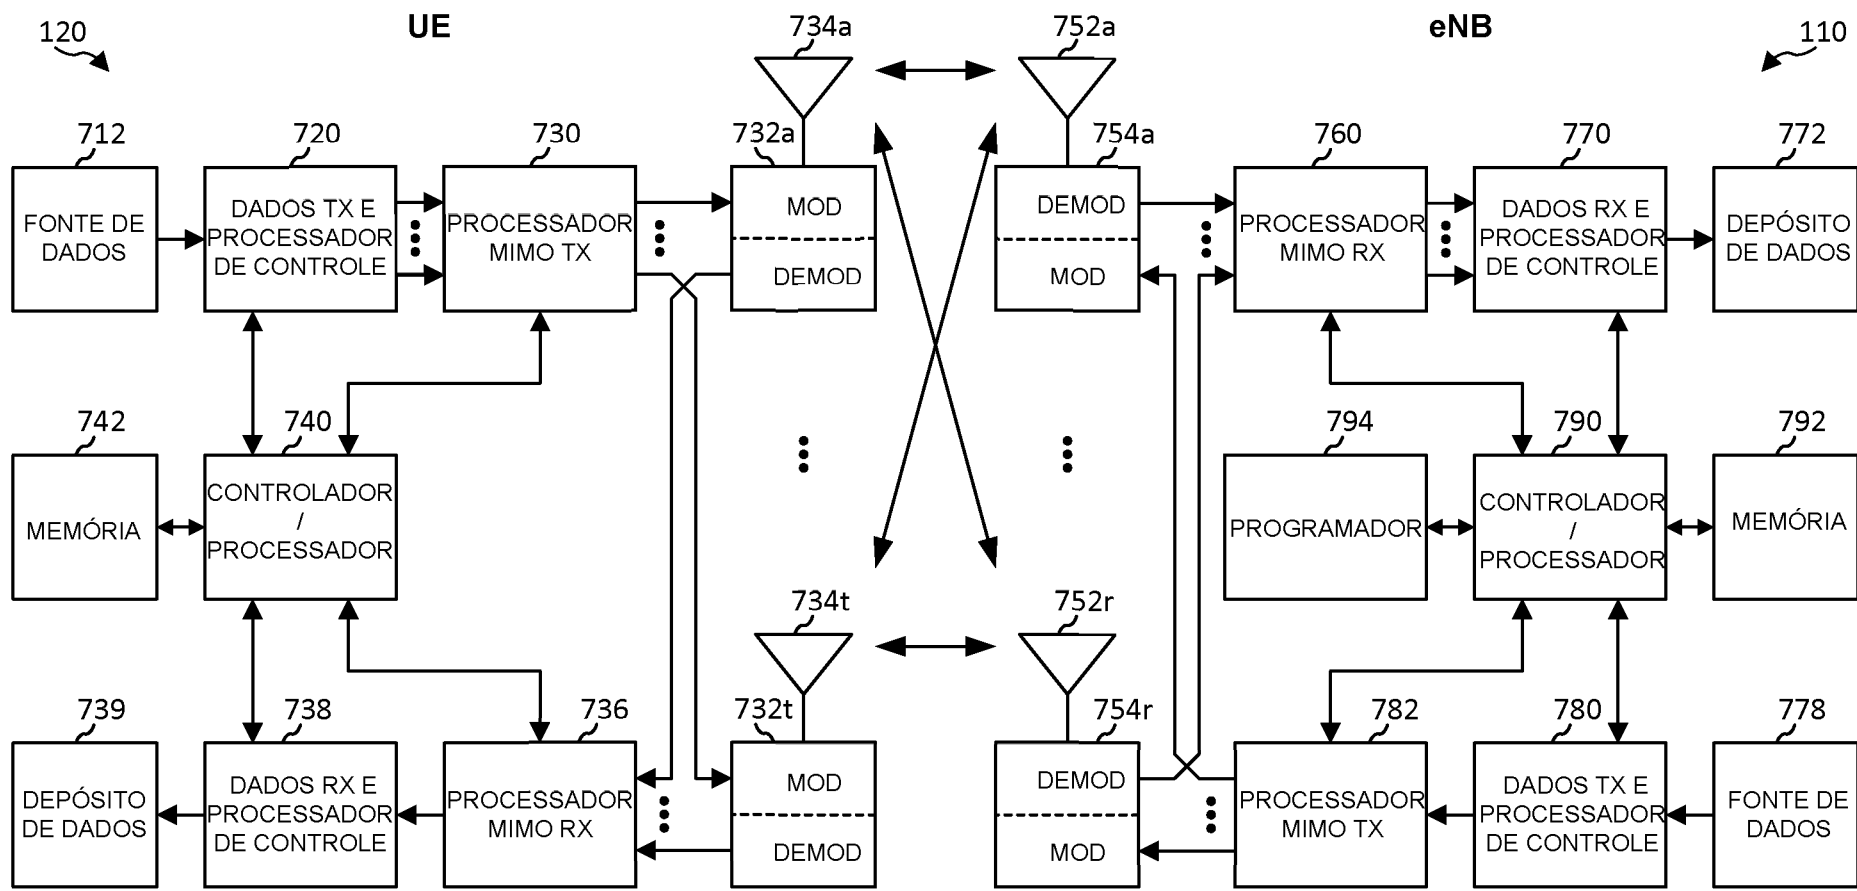 120
UE
734a
752a
eNB
110
712
720
730
732a
754a
760
770
772
FONTE DE
DADOS
DADOS TX E
PROCESSADOR
DE CONTROLE
PROCESSADOR
MIMO TX
MOD
DEMOD
DEMOD
MOD
PROCESSADOR
MIMO RX
DADOS RX E
PROCESSADOR
DE CONTROLE
DEPÓSITO
DE DADOS
742
740
794
790
792
MEMÓRIA
CONTROLADOR
/
PROCESSADOR
PROGRAMADOR
CONTROLADOR
/
PROCESSADOR
MEMÓRIA
734t
752r
739
738
736
732t
754r
782
780
778
DEPÓSITO
DE DADOS
DADOS RX E
PROCESSADOR
DE CONTROLE
PROCESSADOR
MIMO RX
MOD
DEMOD
DEMOD
MOD
PROCESSADOR
MIMO TX
DADOS TX E
PROCESSADOR
DE CONTROLE
FONTE DE
DADOS